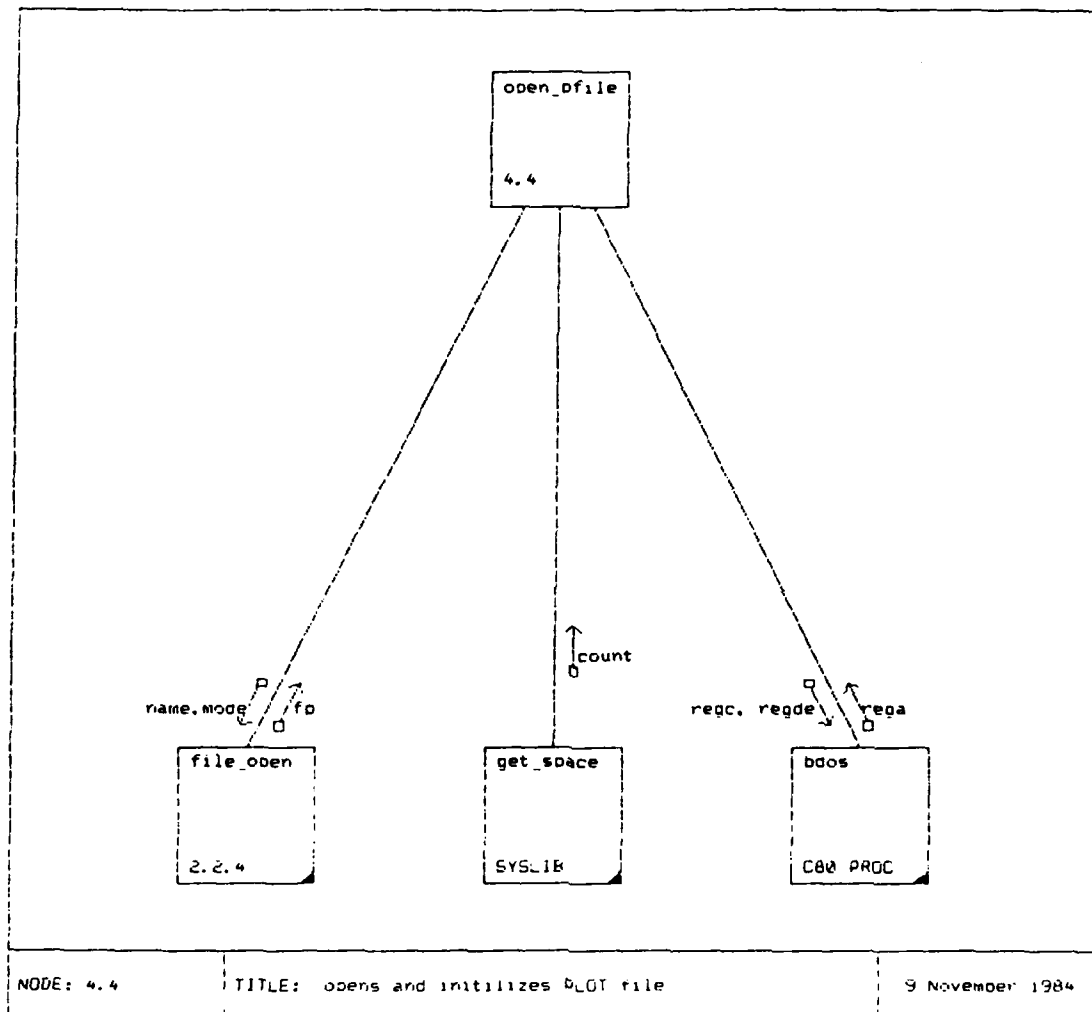 open_pfile
4.4
count
name,mode
fp
regc, regde
rega
file_open
get_space
bdos
2.2.4
SYSLIB
C80 PROC
NODE: 4.4
TITLE: opens and initilizes PLOT file
9 November 1984